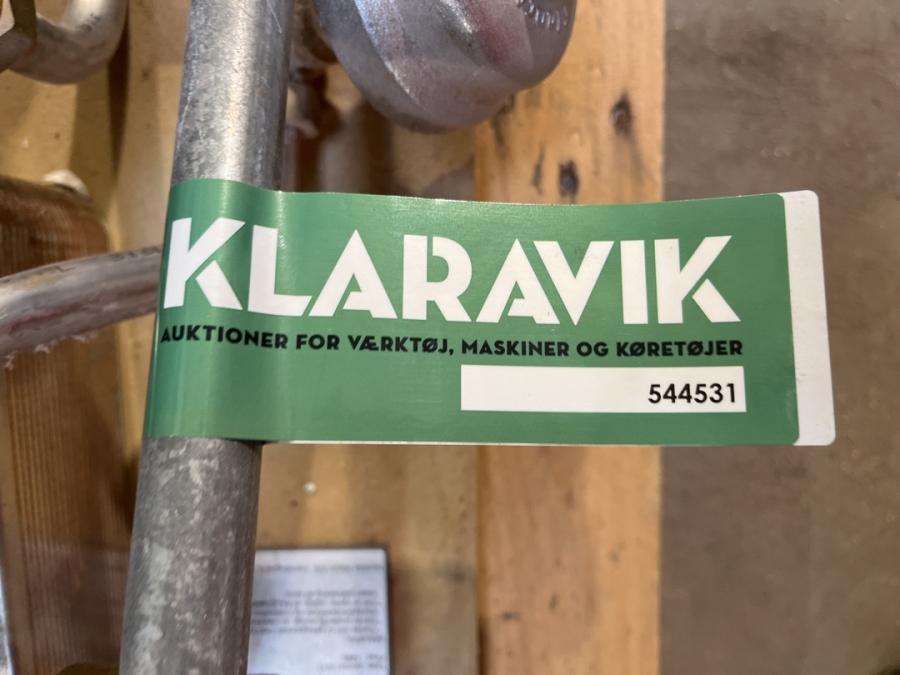 KLARAVIK
AUKTIONER FOR VÆRKTØJ, MASKINER OG KØRETØJER
544531